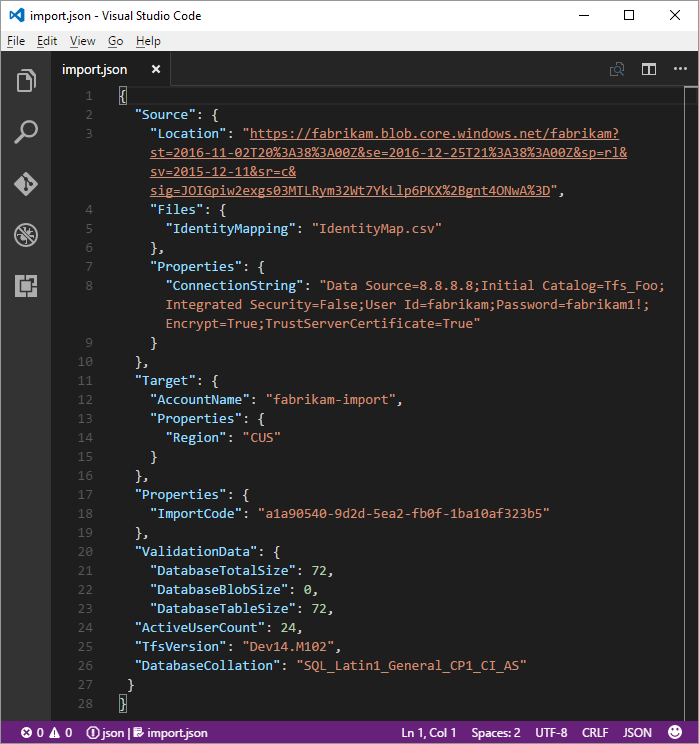 import.json - Visual Studio Code
File Edit View Go Help
import.json
1 {
2 "Source": {
3 "Location": "https://fabrikam.blob.core.windows.net/fabrikam?
st=2016-11-02T20%3A38%3A00Z&se=2016-12-25T21%3A38%3A00Z&sp=rl&
sv=2015-12-11&sr=c&
sig=JOIGpiw2exgs03MTLRym32Wt7YkLlp6PKX%2Bgnt4ONwA%3D",
4 "Files": {
5 "IdentityMapping": "IdentityMap.csv"
6 },
7 "Properties": {
8 "ConnectionString": "Data Source=8.8.8.8;Initial Catalog=Tfs_Foo;
Integrated Security=False;User Id=fabrikam;Password=fabrikam1!;
Encrypt=True;TrustServerCertificate=True"
9 }
10 },
11 "Target": {
12 "AccountName": "fabrikam-import",
13 "Properties": {
14 "Region": "CUS"
15 }
16 },
17 "Properties": {
18 "ImportCode": "a1a90540-9d2d-5ea2-fb0f-1ba10af323b5"
19 },
20 "ValidationData": {
21 "DatabaseTotalSize": 72,
22 "DatabaseBlobSize": 0,
23 "DatabaseTableSize": 72,
24 "ActiveUserCount": 24,
25 "TfsVersion": "Dev14.M102",
26 "DatabaseCollation": "SQL_Latin1_General_CP1_CI_AS"
27 }
28 }
0 0 json | import.json Ln 1, Col 1 Spaces: 2 UTF-8 CRLF JSON